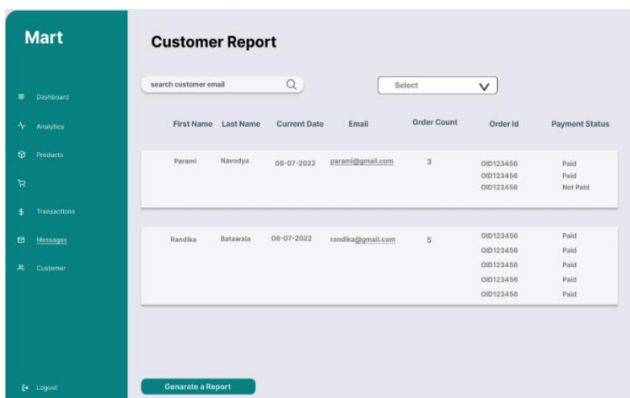 Mart
Dashboard
Analytics
Products
Transactions
Messages
Customer
Logout
Customer Report
search customer email
Select
First Name Last Name Current Date Email Order Count Order Id Payment Status
Parami Navodya 08-07-2022 parami@gmail.com 3 OID123456 Paid
OID123456 Paid
OID123456 Not Paid
Randika Batawala 08-07-2022 randika@gmail.com 5 OID123456 Paid
OID123456 Paid
OID123456 Paid
OID123456 Paid
OID123456 Paid
Genarate a Report